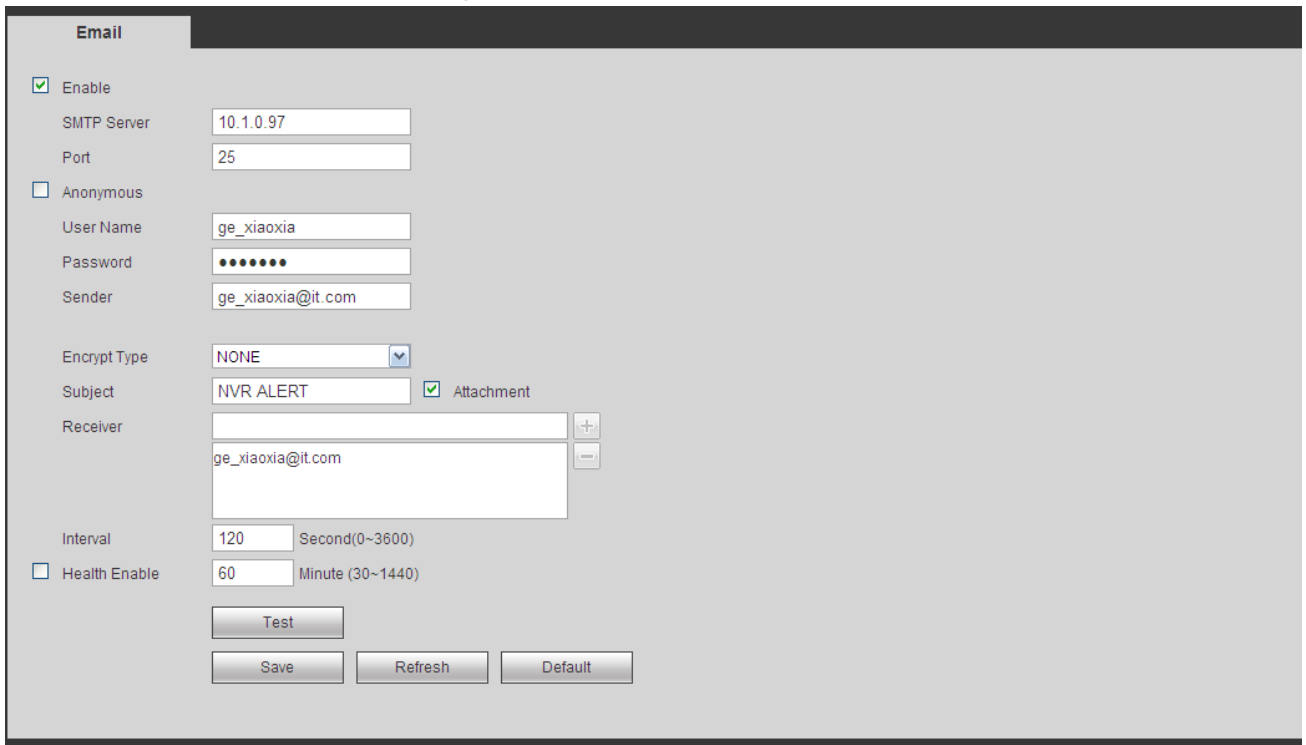 Email
Enable
SMTP Server 10.1.0.97
Port 25
Anonymous
User Name ge_xiaoxia
Password •••••••
Sender ge_xiaoxia@it.com
Encrypt Type NONE
Subject NVR ALERT Attachment
Receiver
ge_xiaoxia@it.com
Interval 120 Second(0~3600)
Health Enable 60 Minute (30~1440)
Test
Save Refresh Default